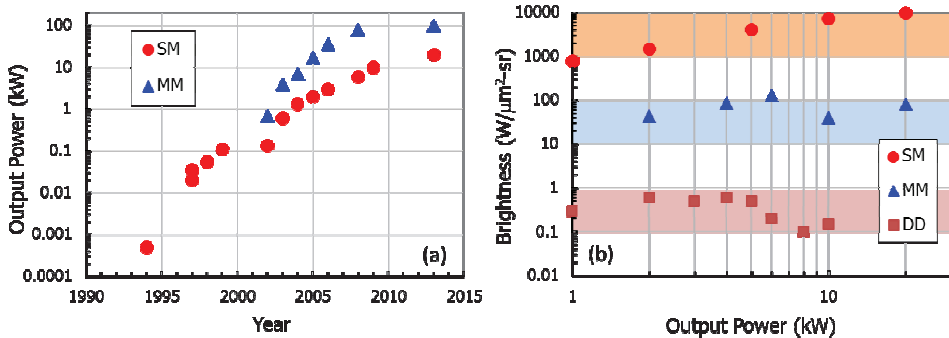 Output Power (kW)
100
10
1
0.1
0.01
0.001
0.0001
SM
MM
(a)
1990
1995
2000
2005
2010
2015
Year
Brightness (W/μm²-sr)
10000
1000
100
10
1
0.1
0.01
SM
MM
DD
(b)
1
10
Output Power (kW)